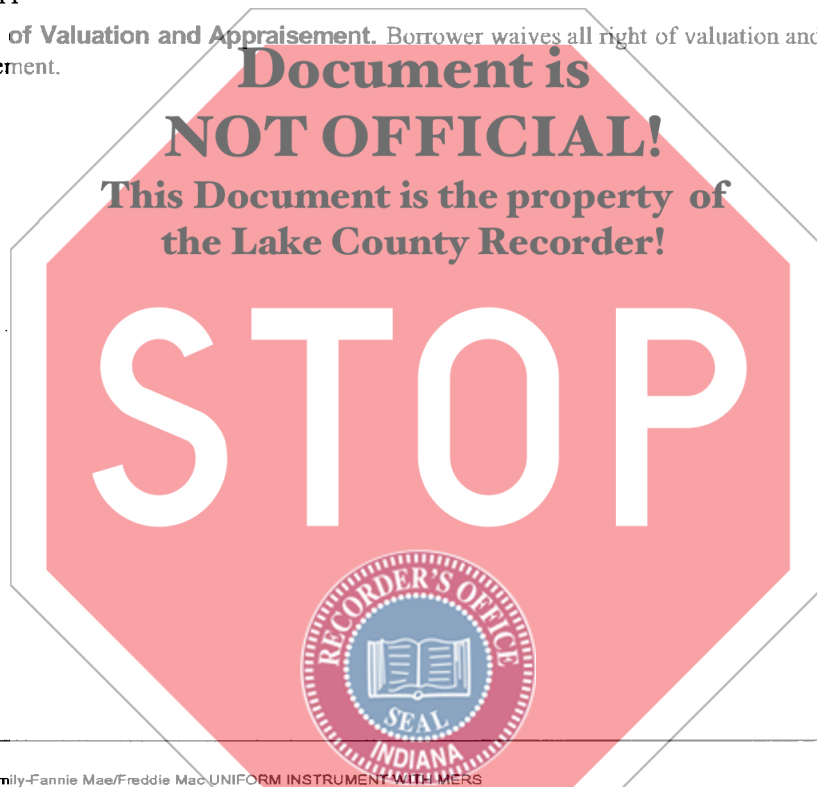 of Valuation and Appraisement. Borrower waives all right of valuation and
ment.
Document is
NOT OFFICIAL!
This Document is the property of
the Lake County Recorder!
STOP
RECORDER'S OFFICE
SEAL
INDIANA
mily-Fannie Mae/Freddie Mac UNIFORM INSTRUMENT WITH MERS